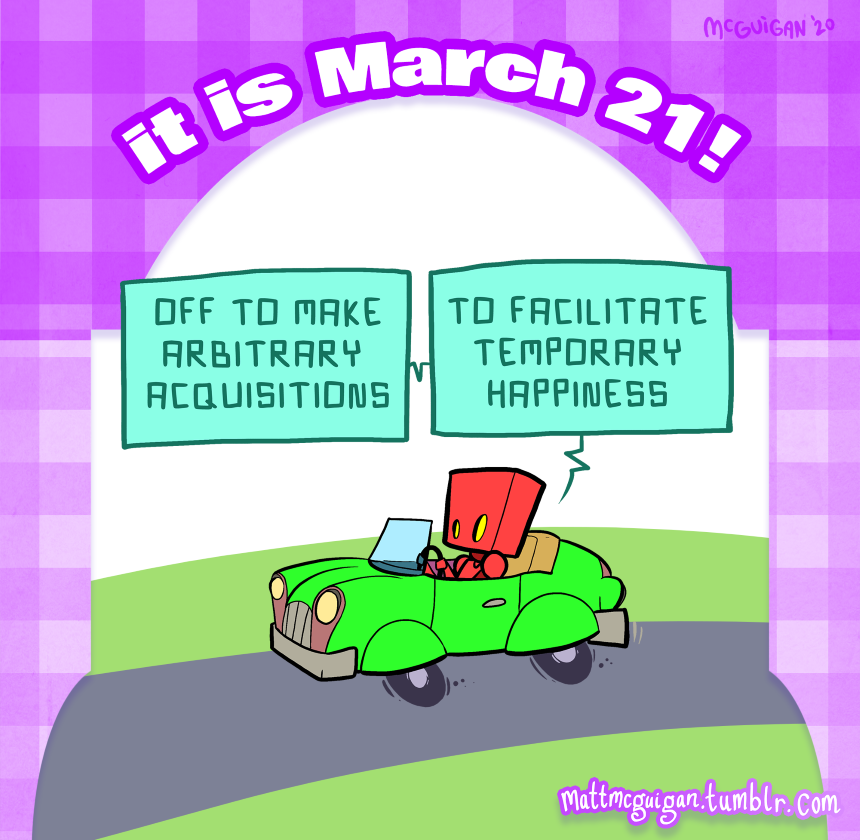 McGUiGAN '20
it is March 21!
OFF TO MAKE
ARBITRARY
ACQUISITIONS
TO FACILITATE
TEMPORARY
HAPPINESS
mattmcguigan.tumblr.com